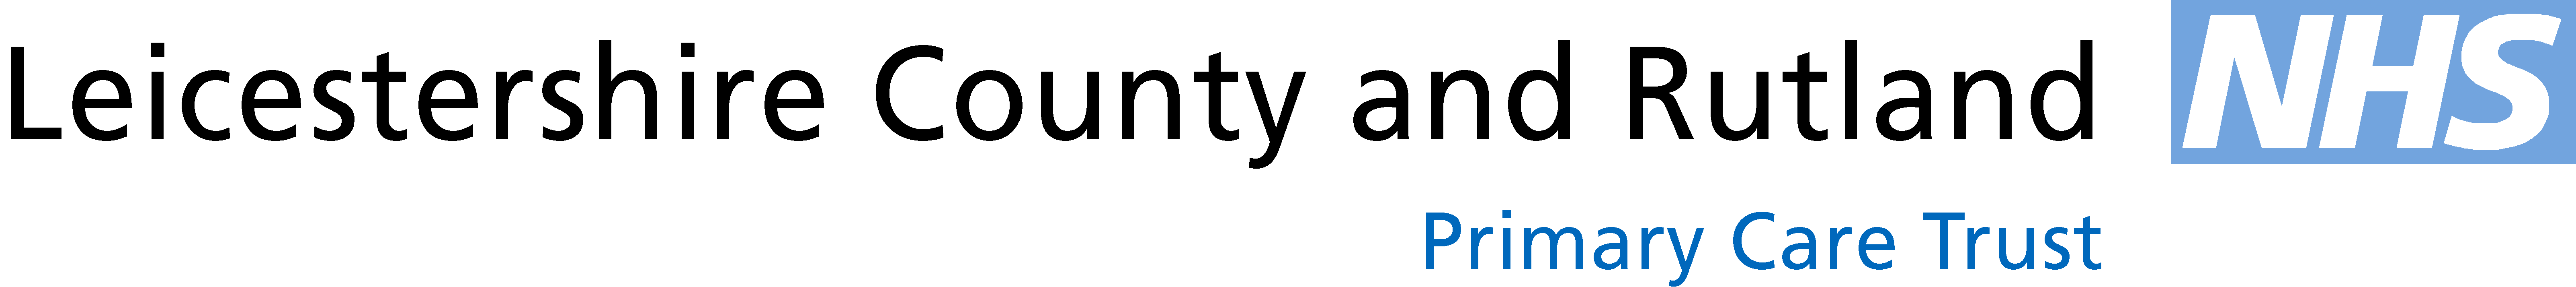 Leicestershire County and Rutland NHS
Primary Care Trust